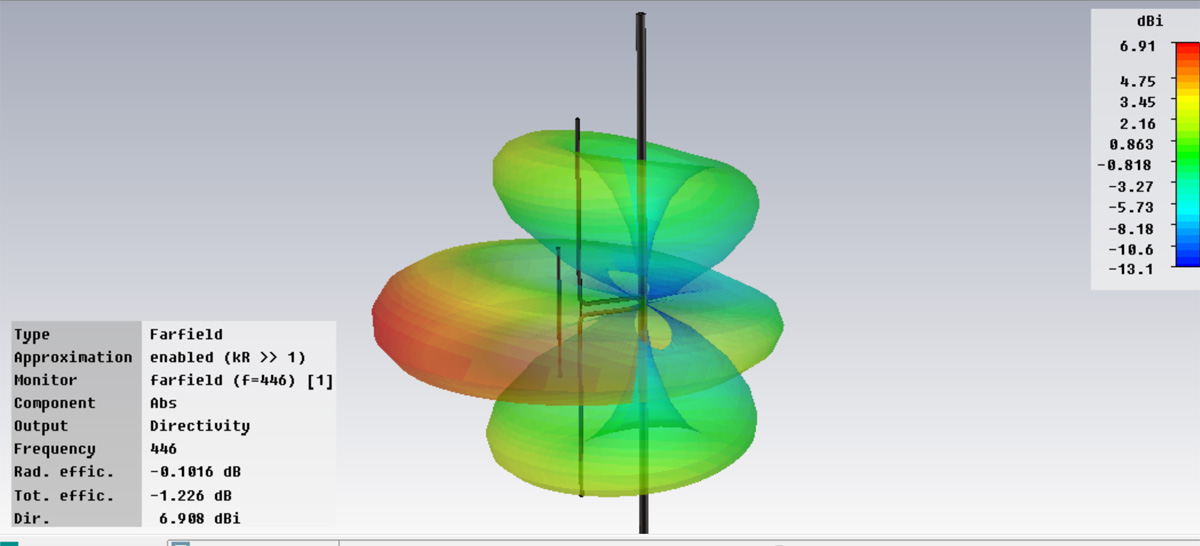 dBi
6.91
4.75
3.45
2.16
0.863
-0.818
-3.27
-5.73
-8.18
-10.6
-13.1
Type Farfield
Approximation enabled (kR >> 1)
Monitor farfield (f=446) [1]
Component Abs
Output Directivity
Frequency 446
Rad. effic. -0.1016 dB
Tot. effic. -1.226 dB
Dir. 6.908 dBi